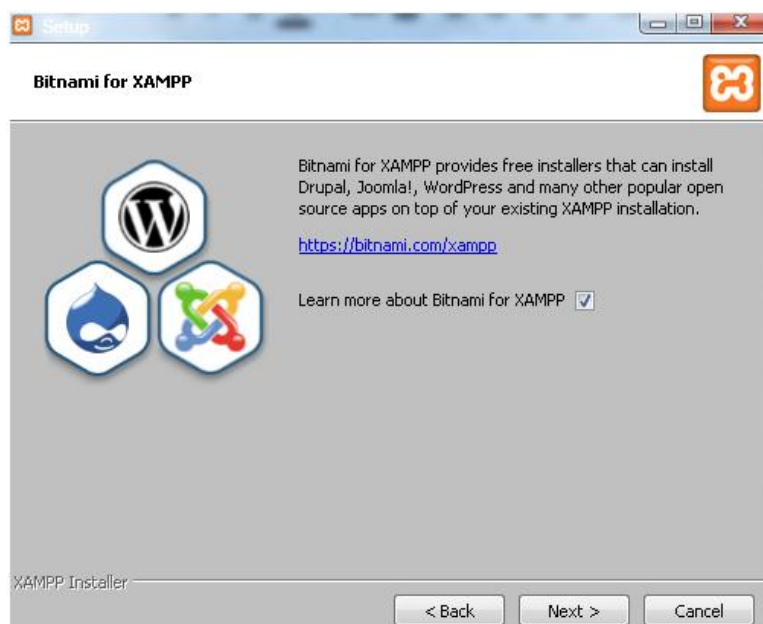 Setup
Bitnami for XAMPP
Bitnami for XAMPP provides free installers that can install
Drupal, Joomla!, WordPress and many other popular open
source apps on top of your existing XAMPP installation.
https://bitnami.com/xampp
Learn more about Bitnami for XAMPP
XAMPP Installer
< Back
Next >
Cancel